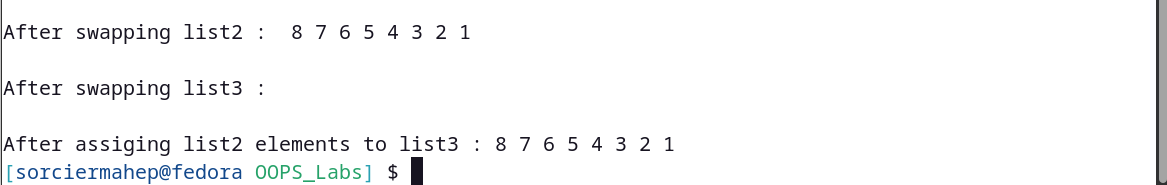 After swapping list2 :  8 7 6 5 4 3 2 1
After swapping list3 :
After assiging list2 elements to list3 : 8 7 6 5 4 3 2 1
[sorciermahep@fedora OOPS_Labs] $